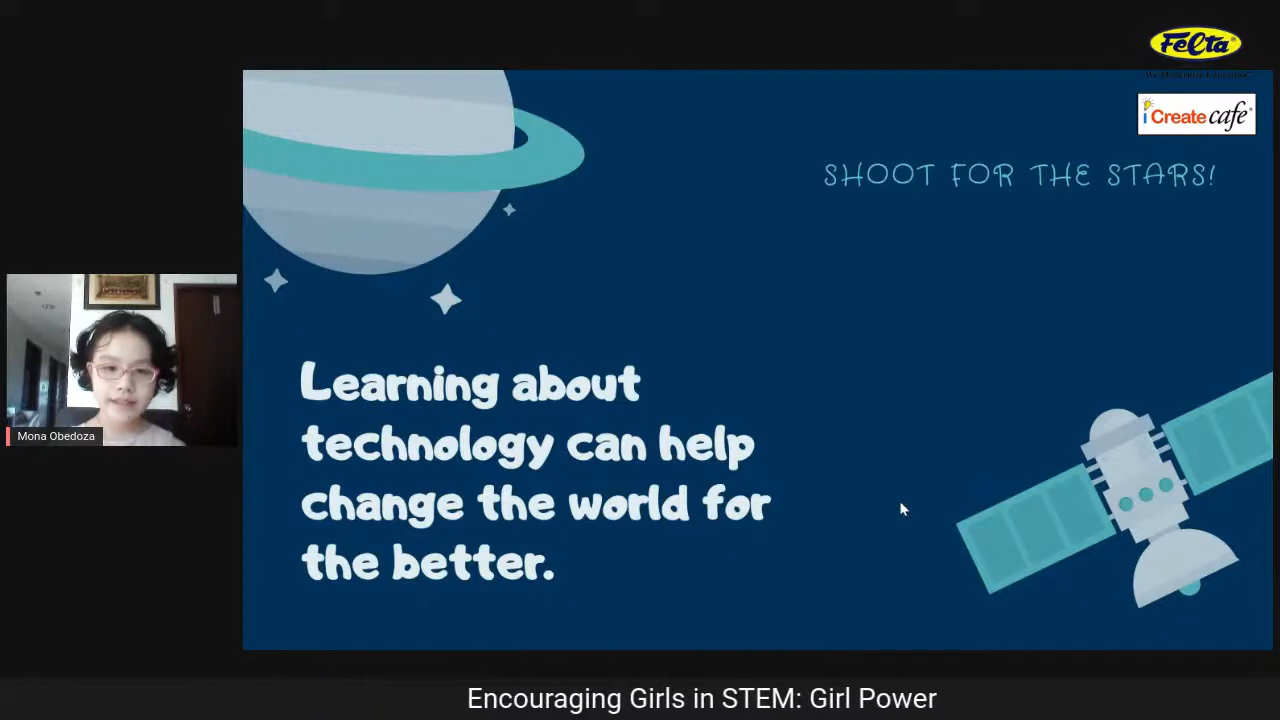 Felta
iCreate cafe
SHOOT FOR THE STARS!
Learning about
technology can help
change the world for
the better.
Mona Obedoza
Encouraging Girls in STEM: Girl Power